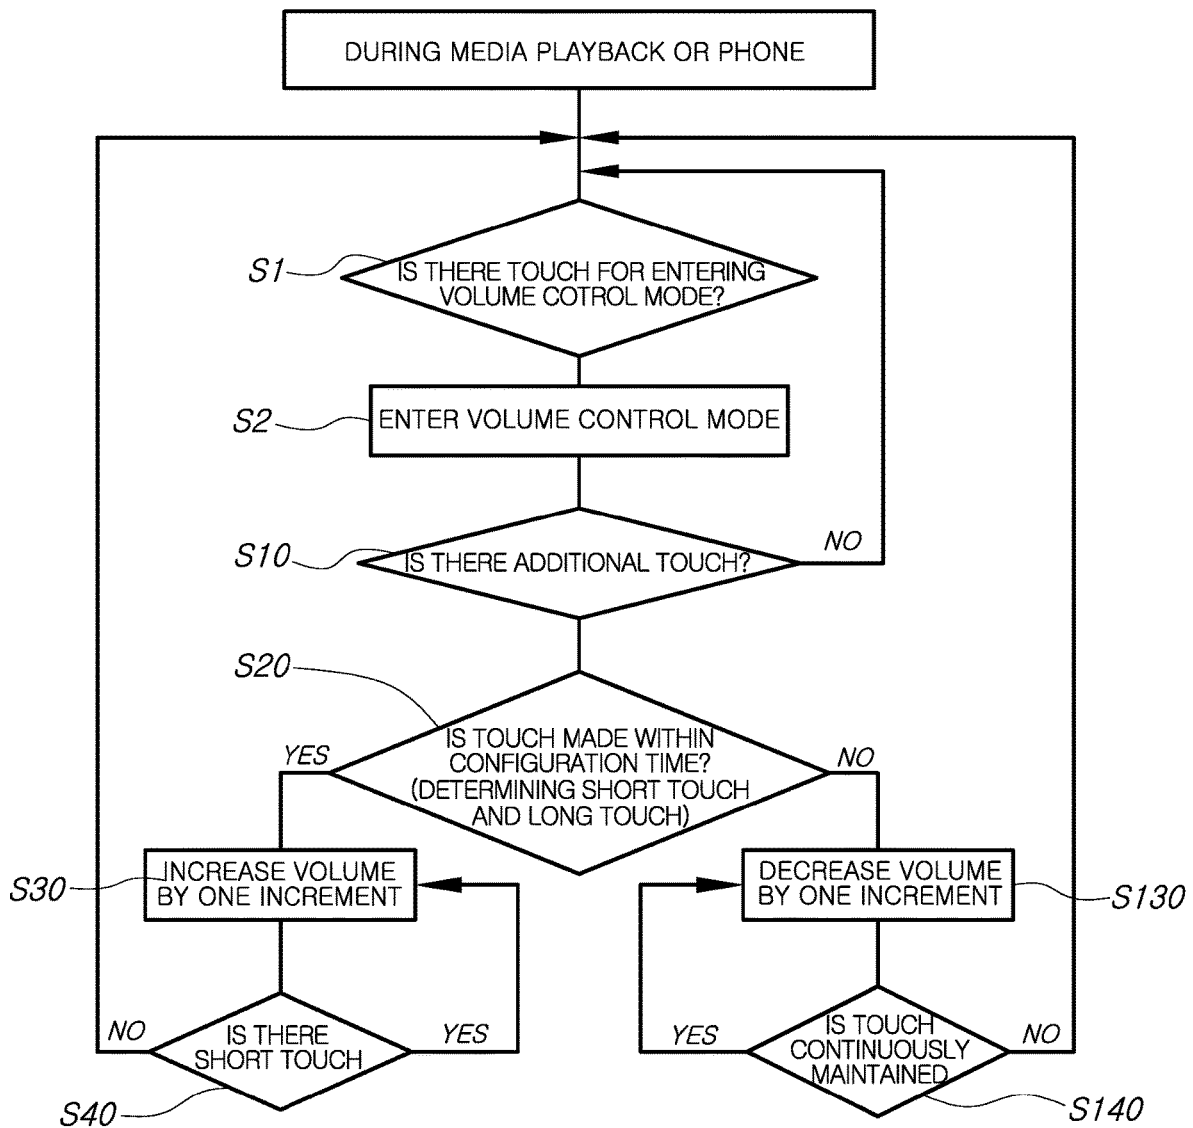 DURING MEDIA PLAYBACK OR PHONE
S1
IS THERE TOUCH FOR ENTERING
VOLUME COTROL MODE?
S2
ENTER VOLUME CONTROL MODE
S10
IS THERE ADDITIONAL TOUCH?
NO
S20
IS TOUCH MADE WITHIN
CONFIGURATION TIME?
(DETERMINING SHORT TOUCH
AND LONG TOUCH)
YES
NO
S30
INCREASE VOLUME
BY ONE INCREMENT
DECREASE VOLUME
BY ONE INCREMENT
S130
NO
IS THERE
SHORT TOUCH
YES
S40
YES
IS TOUCH
CONTINUOUSLY
MAINTAINED
NO
S140